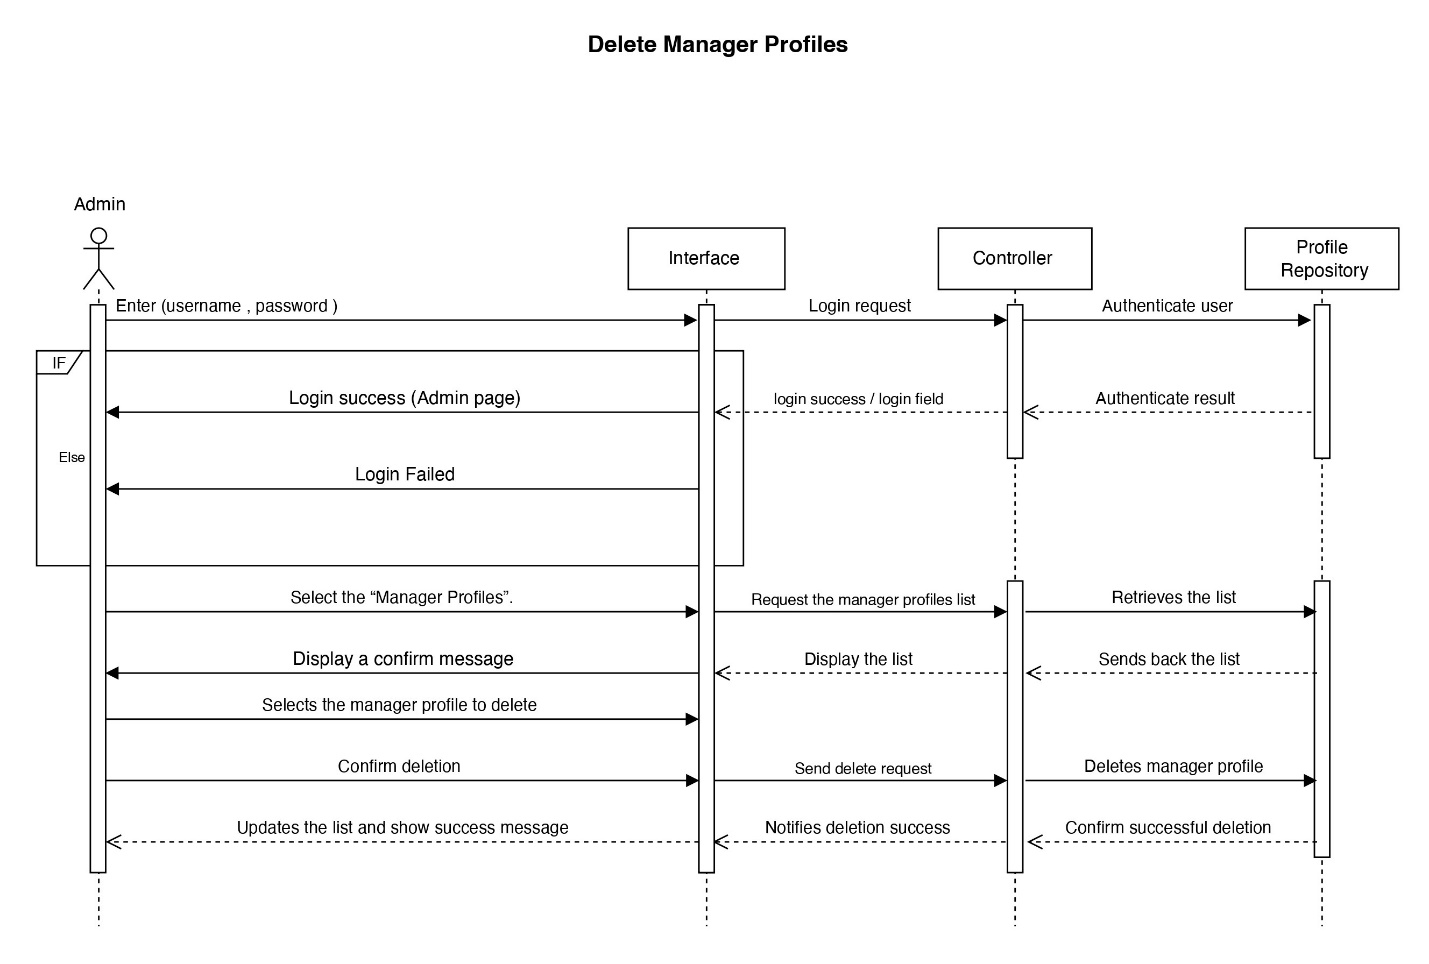 Delete Manager Profiles
Admin
Interface
Controller
Profile
Repository
Enter (username , password )
Login request
Authenticate user
IF
Login success (Admin page)
login success / login field
Authenticate result
Else
Login Failed
Select the “Manager Profiles”.
Request the manager profiles list
Retrieves the list
Display a confirm message
Display the list
Sends back the list
Selects the manager profile to delete
Confirm deletion
Send delete request
Deletes manager profile
Updates the list and show success message
Notifies deletion success
Confirm successful deletion